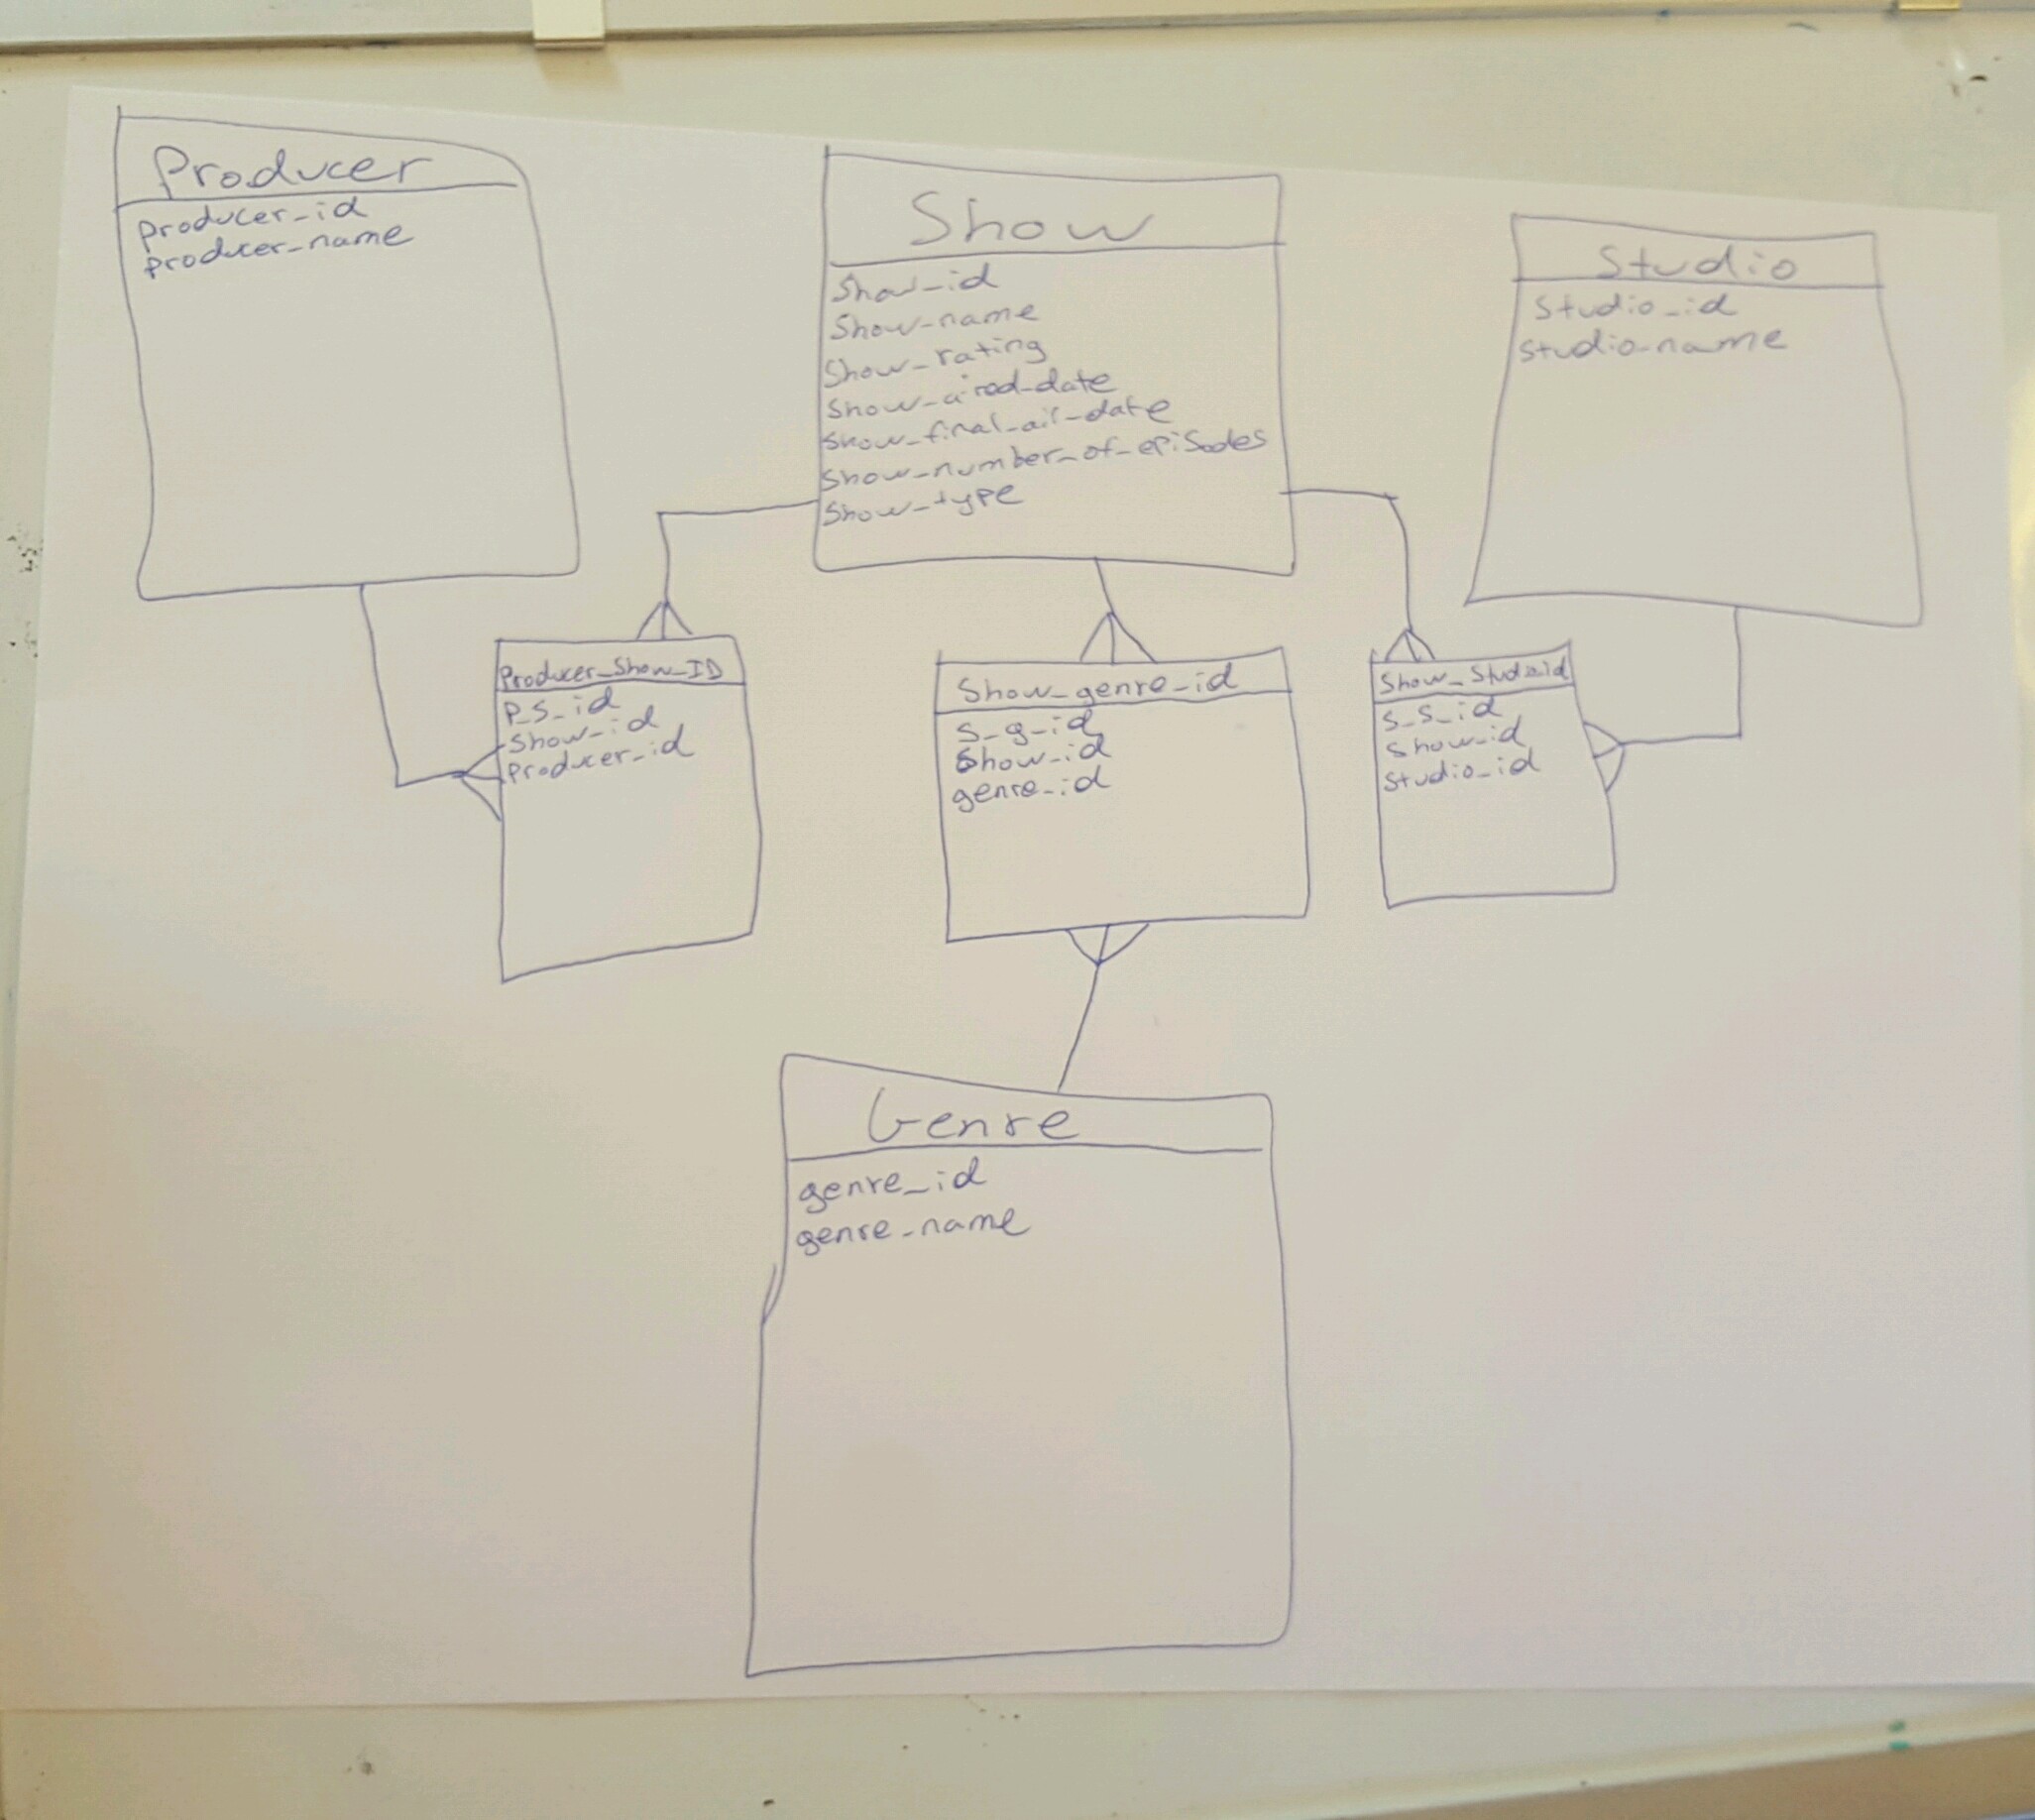 Producer
Producer_id
Producer_name
Show
Show_id
Show_name
Show_rating
Show_aired_date
Show_final_air_date
Show_number_of_episodes
Show_type
Studio
Studio_id
Studio_name
Producer_Show_ID
P_S_id
Show_id
Producer_id
Show_genre_id
S_g_id
Show_id
genre_id
Show_Studio_id
S_S_id
Show_id
Studio_id
Genre
genre_id
genre_name